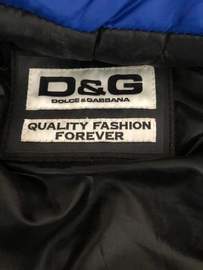 D&G
DOLCE & GABBANA
QUALITY FASHION
FOREVER